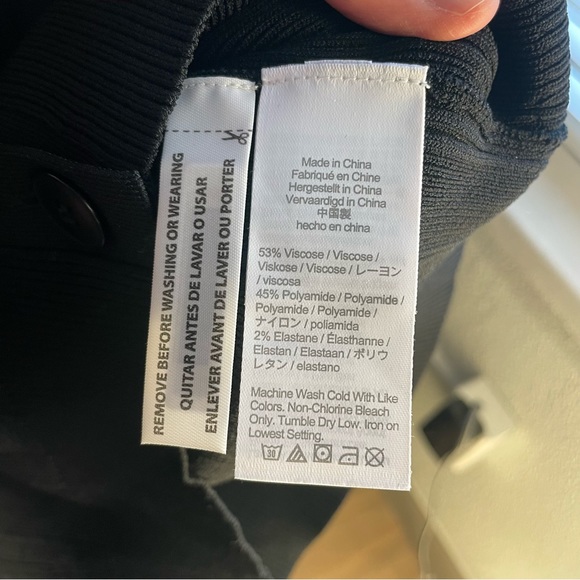 REMOVE BEFORE WASHING OR WEARING
QUITAR ANTES DE LAVAR O USAR
ENLEVER AVANT DE LAVER OU PORTER
Made in China
Fabriqué en Chine
Hergestellt in China
Vervaardigd in China
中国製
hecho en china
53% Viscose / Viscose /
Viskose / Viscose / レーヨン
/ viscosa
45% Polyamide / Polyamide /
Polyamide / Polyamide /
ナイロン / poliamida
2% Elastane / Élasthanne /
Elastan / Elastaan / ポリウ
レタン / elastano
Machine Wash Cold With Like
Colors. Non-Chlorine Bleach
Only. Tumble Dry Low. Iron on
Lowest Setting.
30